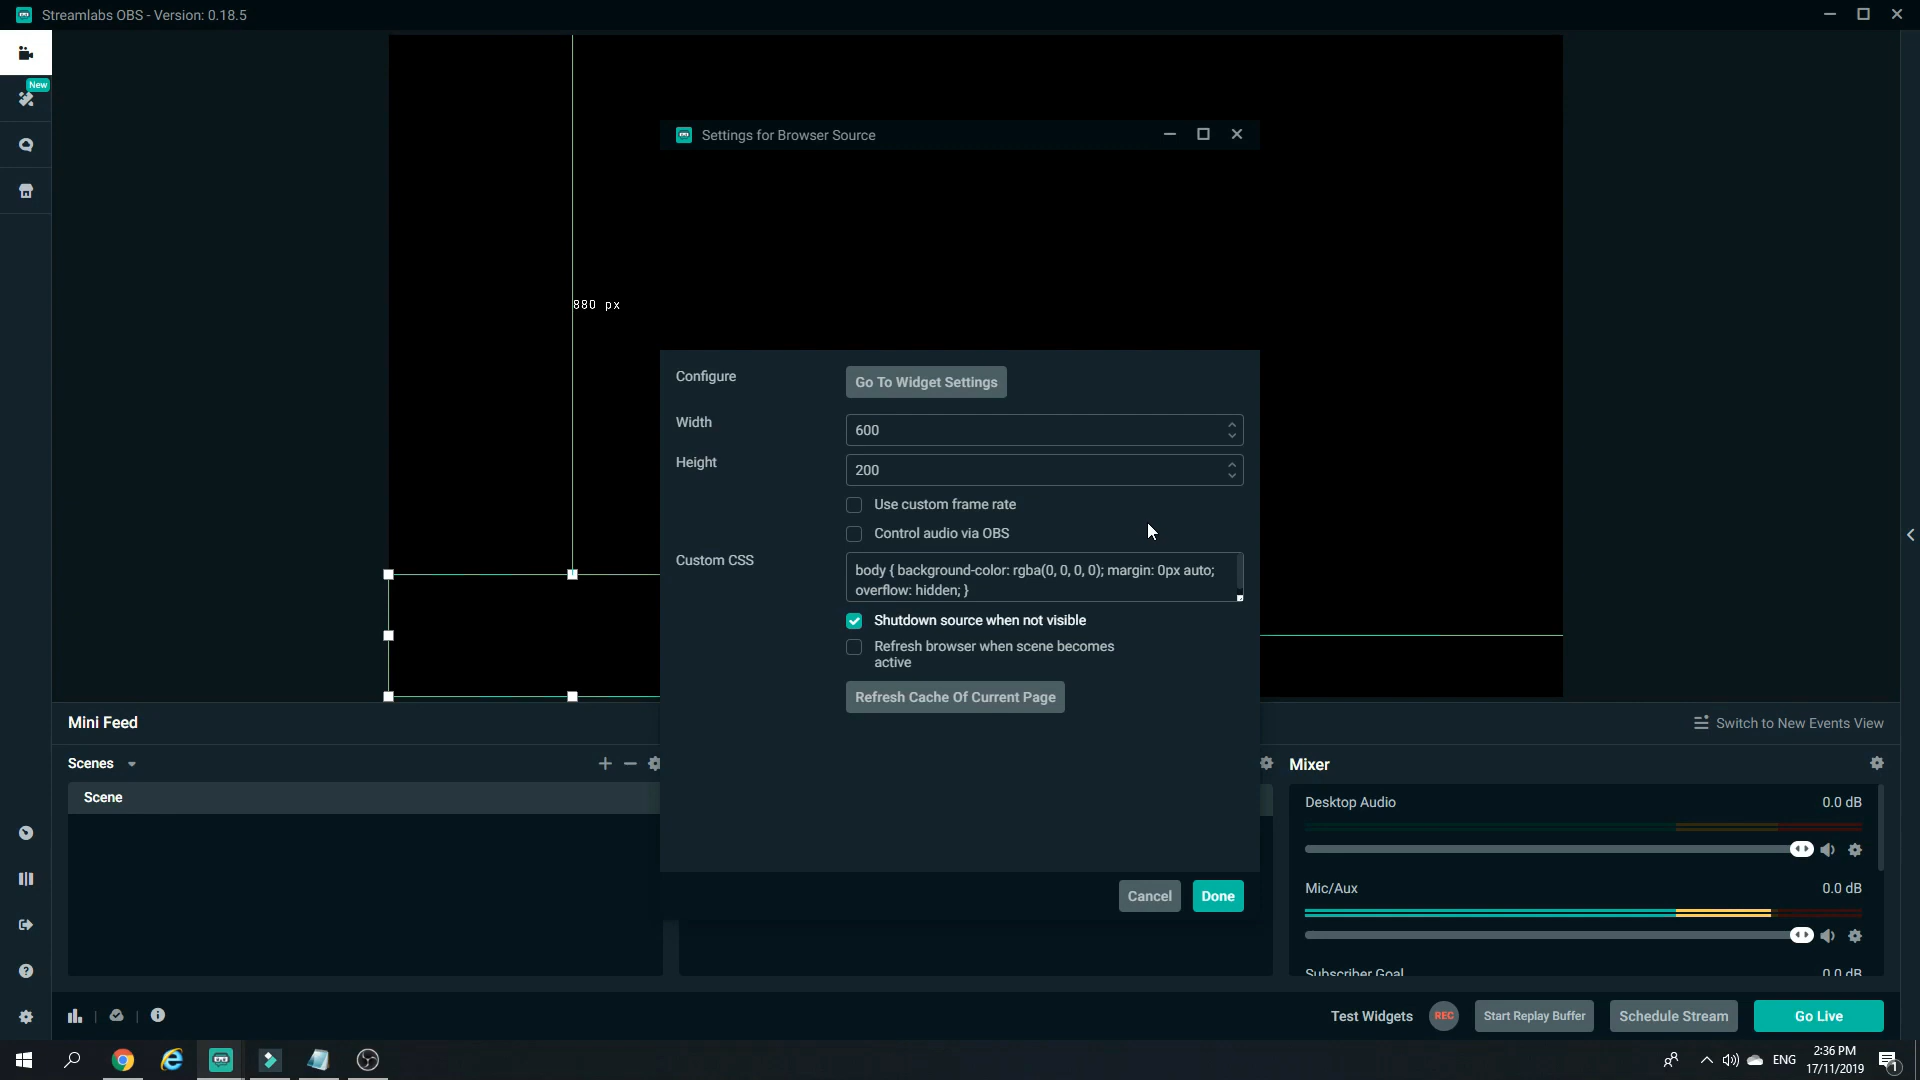 Streamlabs OBS - Version: 0.18.5
New
Settings for Browser Source
880 px
Configure
Go To Widget Settings
Width
600
Height
200
Use custom frame rate
Control audio via OBS
Custom CSS
body { background-color: rgba(0, 0, 0, 0); margin: 0px auto;
overflow: hidden; }
Shutdown source when not visible
Refresh browser when scene becomes
active
Refresh Cache Of Current Page
Cancel
Done
Mini Feed
Switch to New Events View
Scenes
Scene
Mixer
Desktop Audio
0.0 dB
Mic/Aux
0.0 dB
Subscriber Goal
0.0 dB
Test Widgets
REC
Start Replay Buffer
Schedule Stream
Go Live
ENG
2:36 PM
17/11/2019
1